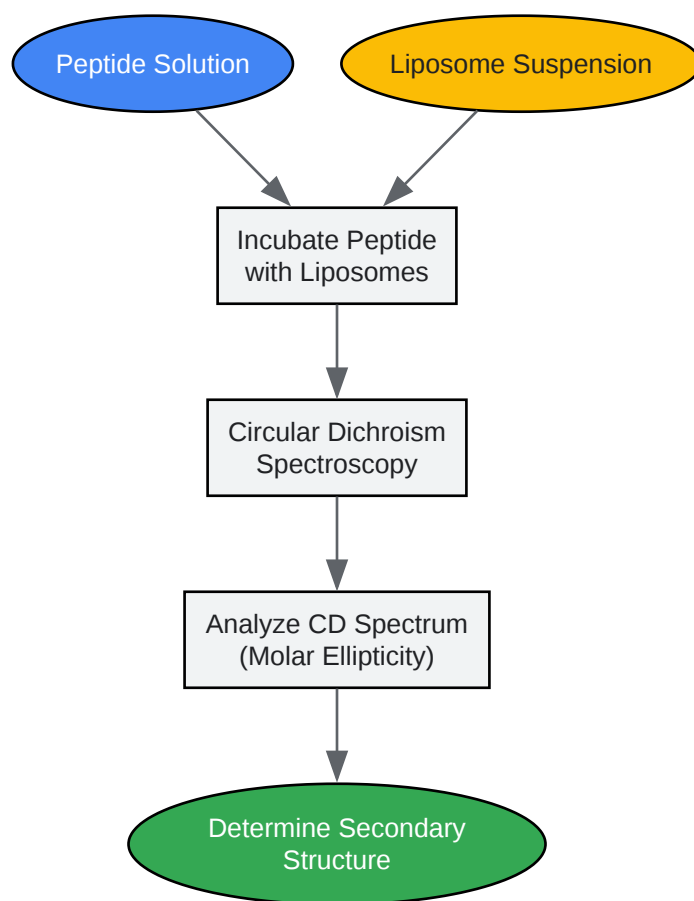 Peptide Solution
Liposome Suspension
Incubate Peptide
with Liposomes
Circular Dichroism
Spectroscopy
Analyze CD Spectrum
(Molar Ellipticity)
Determine Secondary
Structure